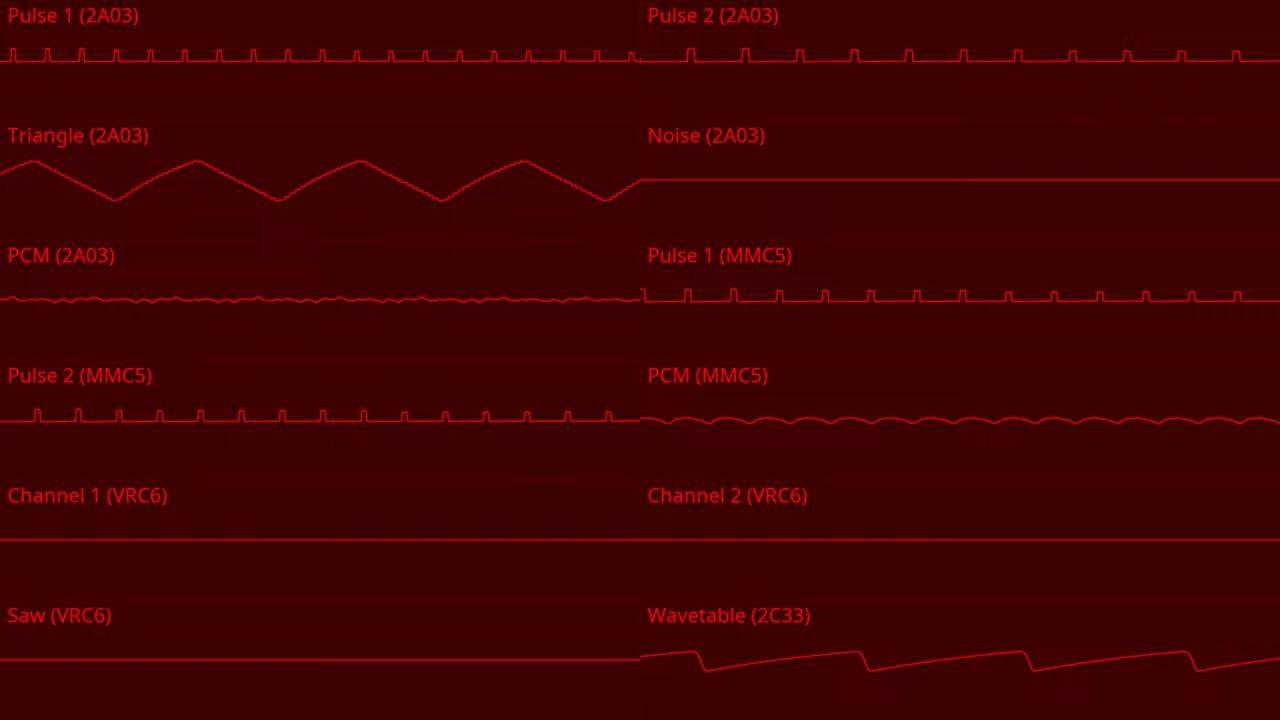 Pulse 1 (2A03)
Pulse 2 (2A03)
Triangle (2A03)
Noise (2A03)
PCM (2A03)
Pulse 1 (MMC5)
Pulse 2 (MMC5)
PCM (MMC5)
Channel 1 (VRC6)
Channel 2 (VRC6)
Saw (VRC6)
Wavetable (2C33)